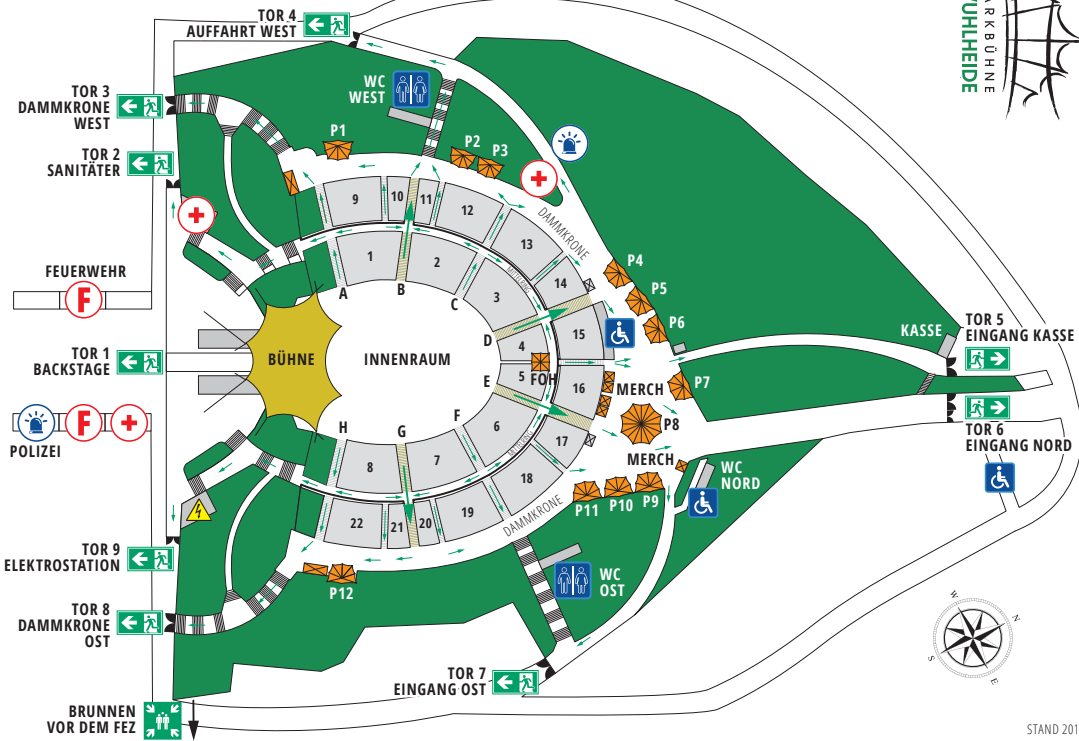 TOR 4
AUFFAHRT WEST
ARKBÜHNE
WUHLHEIDE
TOR 3
DAMMKRONE
WEST
WC
WEST
P1
P2
P3
TOR 2
SANITÄTER
9
10
11
12
13
14
15
DAMMKRONE
1
2
3
4
MITTELRING
A
B
C
D
P4
P5
P6
FEUERWEHR
F
TOR 1
BACKSTAGE
BÜHNE
INNENRAUM
FOH
KASSE
TOR 5
EINGANG KASSE
5
16
E
MERCH
P7
P8
F
POLIZEI
F
TOR 6
EINGANG NORD
H
G
8
7
6
17
MITTELRING
MERCH
WC
NORD
22
21
20
19
18
DAMMKRONE
P11
P10
P9
TOR 9
ELEKTROSTATION
P12
WC
OST
TOR 8
DAMMKRONE
OST
W
N
S
E
TOR 7
EINGANG OST
BRUNNEN
VOR DEM FEZ
STAND 201